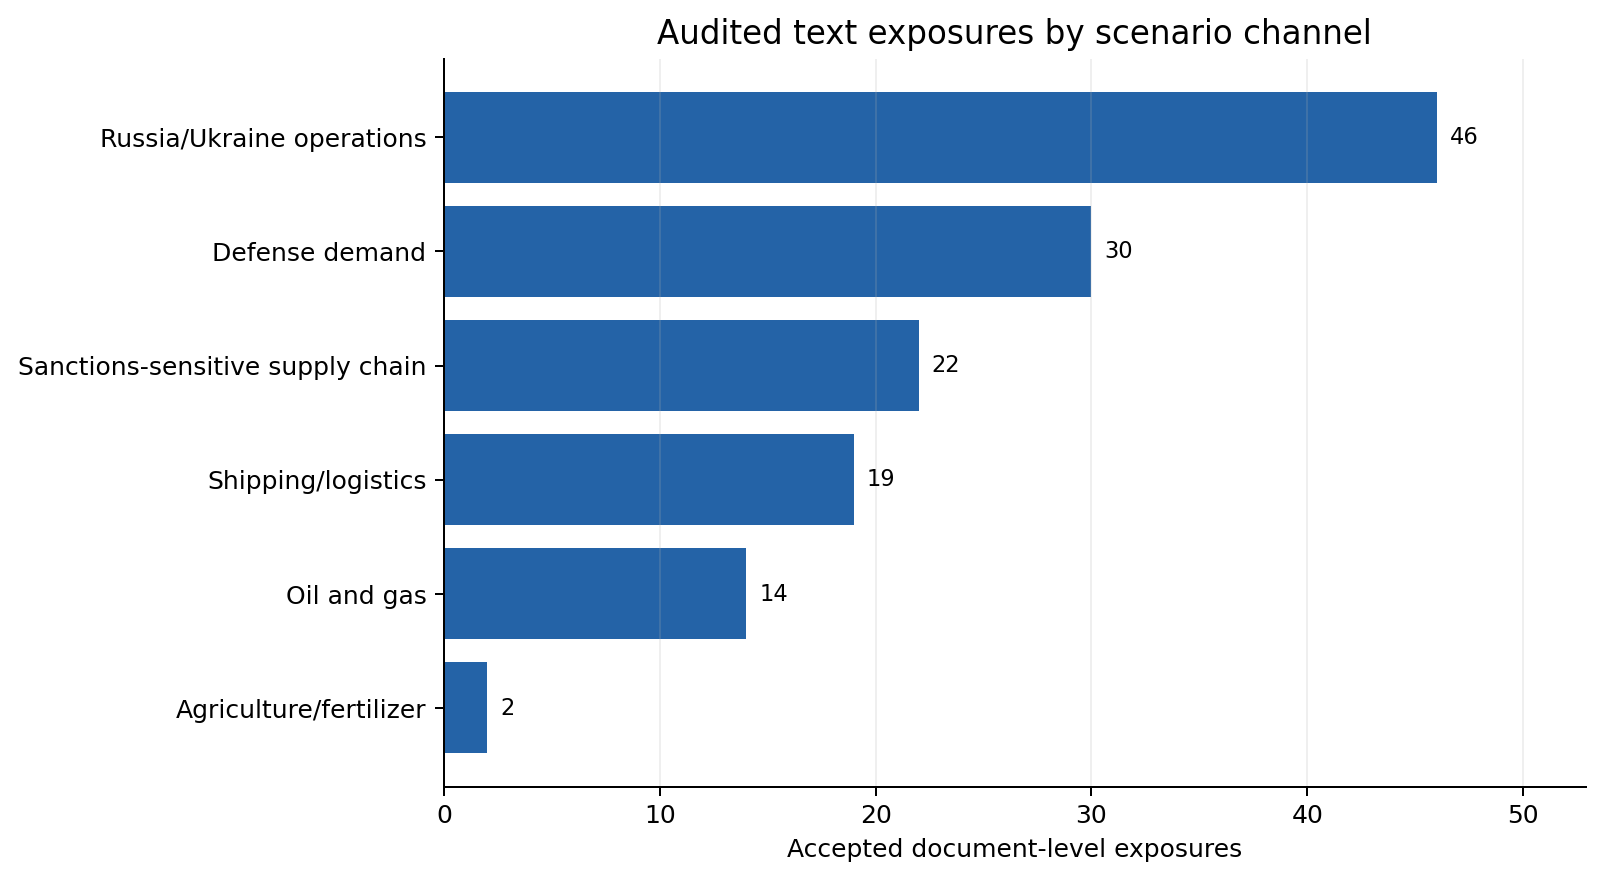 Audited text exposures by scenario channel
Russia/Ukraine operations
46
Defense demand
30
Sanctions-sensitive supply chain
22
Shipping/logistics
19
Oil and gas
14
Agriculture/fertilizer
2
0 10 20 30 40 50
Accepted document-level exposures